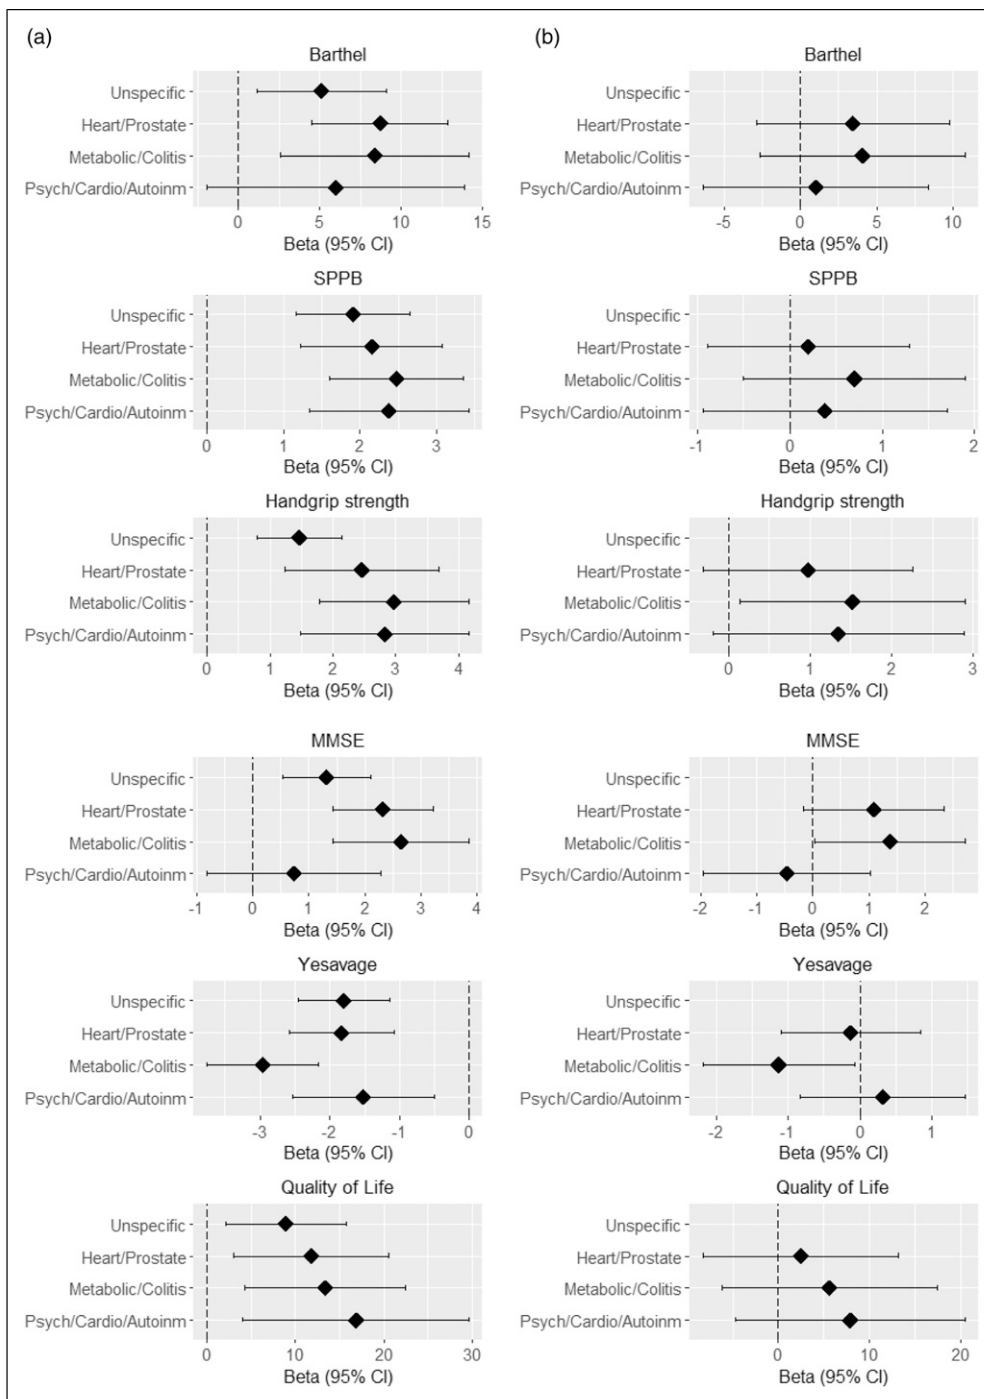 (a)
Barthel
Unspecific
Heart/Prostate
Metabolic/Colitis
Psych/Cardio/Autoinm
0 5 10 15
Beta (95% CI)
SPPB
Unspecific
Heart/Prostate
Metabolic/Colitis
Psych/Cardio/Autoinm
0 1 2 3
Beta (95% CI)
Handgrip strength
Unspecific
Heart/Prostate
Metabolic/Colitis
Psych/Cardio/Autoinm
0 1 2 3 4
Beta (95% CI)
MMSE
Unspecific
Heart/Prostate
Metabolic/Colitis
Psych/Cardio/Autoinm
-1 0 1 2 3 4
Beta (95% CI)
Yesavage
Unspecific
Heart/Prostate
Metabolic/Colitis
Psych/Cardio/Autoinm
-3 -2 -1 0
Beta (95% CI)
Quality of Life
Unspecific
Heart/Prostate
Metabolic/Colitis
Psych/Cardio/Autoinm
0 10 20 30
Beta (95% CI)
(b)
Barthel
Unspecific
Heart/Prostate
Metabolic/Colitis
Psych/Cardio/Autoinm
-5 0 5 10
Beta (95% CI)
SPPB
Unspecific
Heart/Prostate
Metabolic/Colitis
Psych/Cardio/Autoinm
-1 0 1 2
Beta (95% CI)
Handgrip strength
Unspecific
Heart/Prostate
Metabolic/Colitis
Psych/Cardio/Autoinm
0 1 2 3
Beta (95% CI)
MMSE
Unspecific
Heart/Prostate
Metabolic/Colitis
Psych/Cardio/Autoinm
-2 -1 0 1 2
Beta (95% CI)
Yesavage
Unspecific
Heart/Prostate
Metabolic/Colitis
Psych/Cardio/Autoinm
-2 -1 0 1
Beta (95% CI)
Quality of Life
Unspecific
Heart/Prostate
Metabolic/Colitis
Psych/Cardio/Autoinm
0 10 20
Beta (95% CI)